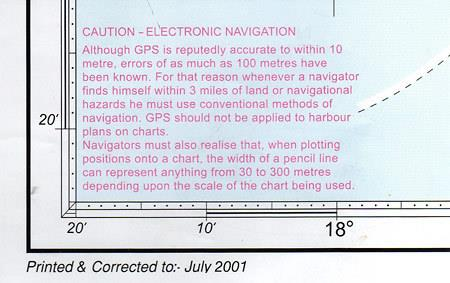 CAUTION - ELECTRONIC NAVIGATION
Although GPS is reputedly accurate to within 10
metre, errors of as much as 100 metres have
been known. For that reason whenever a navigator
finds himself within 3 miles of land or navigational
hazards he must use conventional methods of
navigation. GPS should not be applied to harbour
plans on charts.
Navigators must also realise that, when plotting
positions onto a chart, the width of a pencil line
can represent anything from 30 to 300 metres
depending upon the scale of the chart being used.
20'
20' 10' 18°
Printed & Corrected to:- July 2001